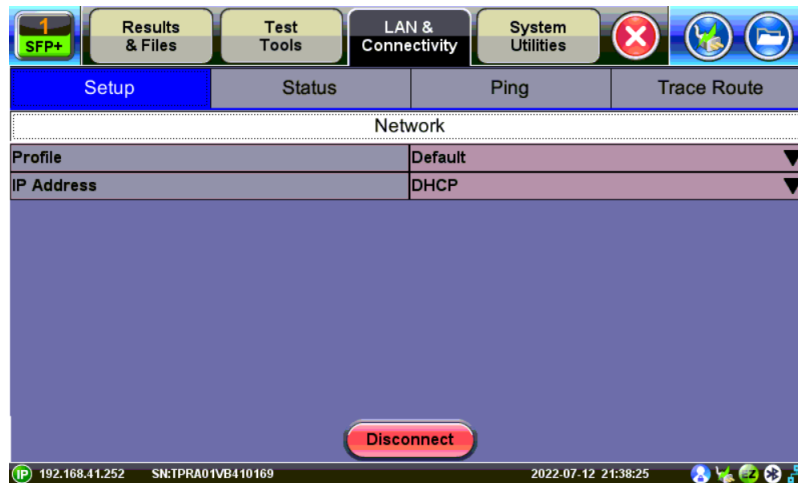 1
SFP+
Results
& Files
Test
Tools
LAN &
Connectivity
System
Utilities
Setup
Status
Ping
Trace Route
Network
Profile
Default
IP Address
DHCP
Disconnect
IP 192.168.41.252 SN:TPRA01VB410169 2022-07-12 21:38:25 EZ